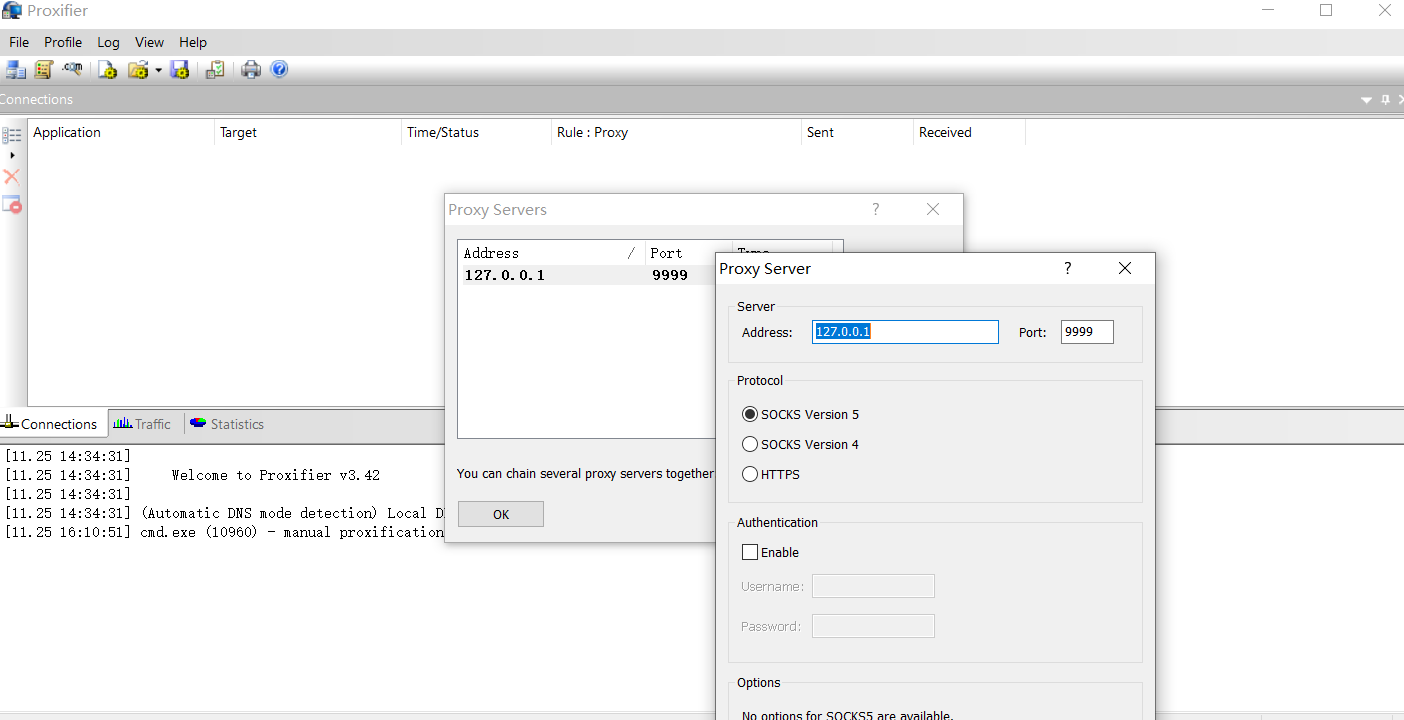 Proxifier
File Profile Log View Help
Connections
Application Target Time/Status Rule : Proxy Sent Received
Proxy Servers ?
Address / Port
127.0.0.1 9999
You can chain several proxy servers together
OK
Proxy Server ?
Server
Address: 127.0.0.1 Port: 9999
Protocol
SOCKS Version 5
SOCKS Version 4
HTTPS
Authentication
Enable
Username:
Password:
Options
No options for SOCKS5 are available.
Connections Traffic Statistics
[11.25 14:34:31]
[11.25 14:34:31] Welcome to Proxifier v3.42
[11.25 14:34:31]
[11.25 14:34:31] (Automatic DNS mode detection) Local
[11.25 16:10:51] cmd.exe (10960) - manual proxification